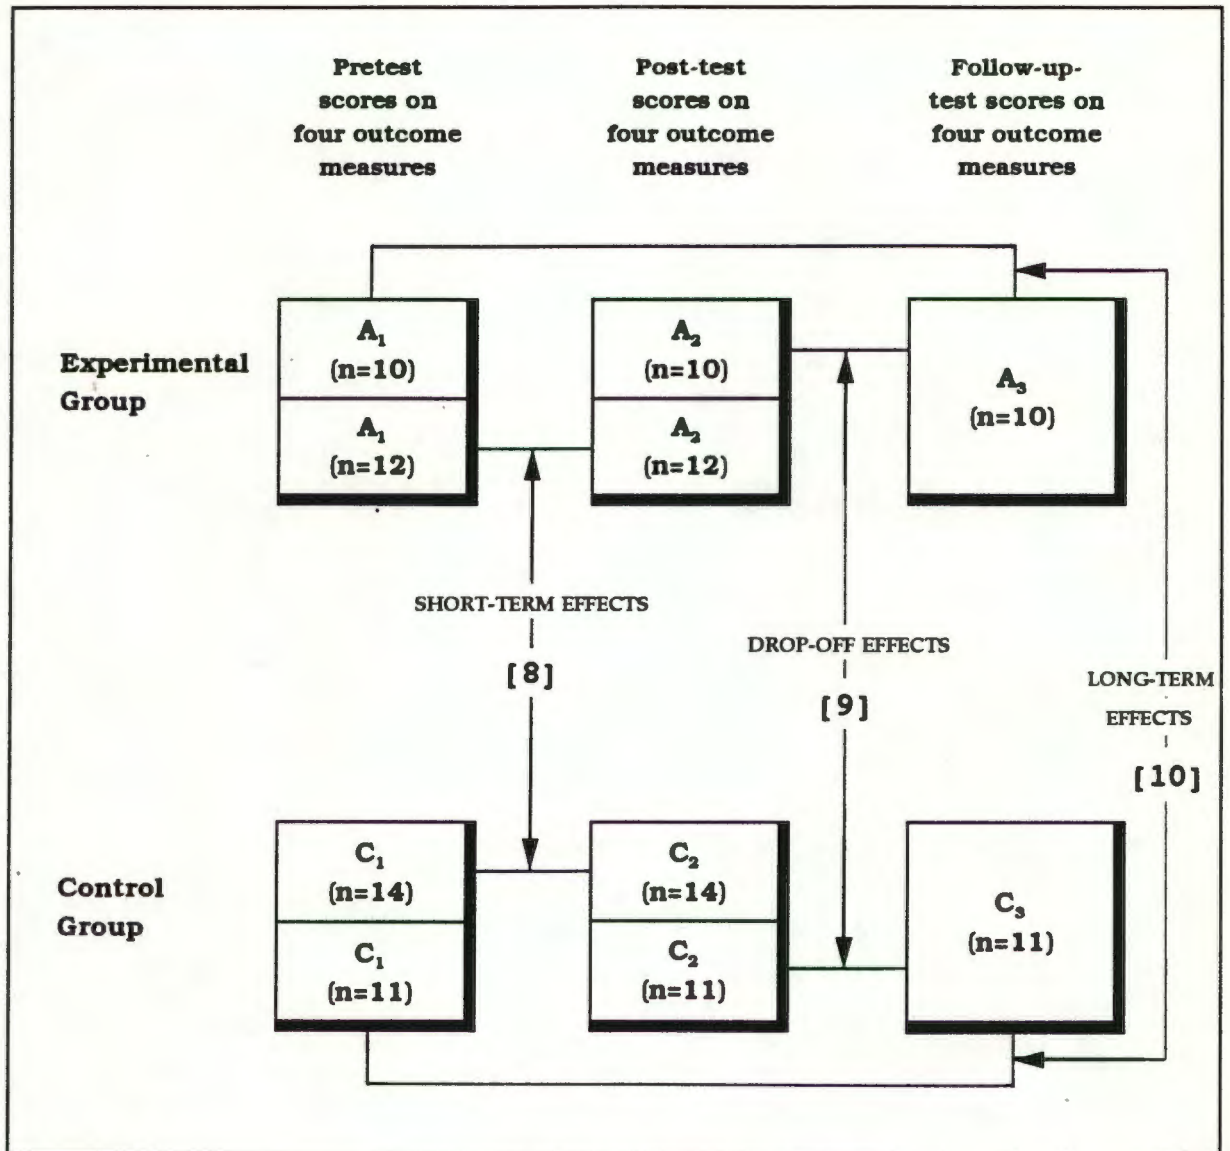 Pretest
scores on
four outcome
measures
Post-test
scores on
four outcome
measures
Follow-up-
test scores on
four outcome
measures
Experimental
Group
A₁
(n=10)
A₁
(n=12)
A₂
(n=10)
A₂
(n=12)
A₃
(n=10)
SHORT-TERM EFFECTS
[8]
DROP-OFF EFFECTS
[9]
LONG-TERM
EFFECTS
[10]
Control
Group
C₁
(n=14)
C₁
(n=11)
C₂
(n=14)
C₂
(n=11)
C₃
(n=11)